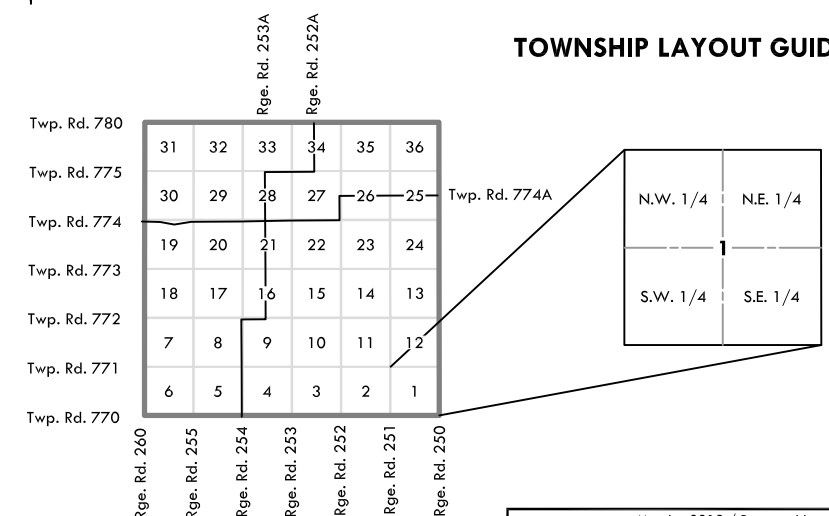 TOWNSHIP LAYOUT GUID
Rge. Rd. 253A
Rge. Rd. 252A
Twp. Rd. 780
31 32 33 34 35 36
Twp. Rd. 775
30 29 28 27 26 25
Twp. Rd. 774A
Twp. Rd. 774
19 20 21 22 23 24
Twp. Rd. 773
18 17 16 15 14 13
Twp. Rd. 772
7 8 9 10 11 12
Twp. Rd. 771
6 5 4 3 2 1
Twp. Rd. 770
Rge. Rd. 260
Rge. Rd. 255
Rge. Rd. 254
Rge. Rd. 253
Rge. Rd. 252
Rge. Rd. 251
Rge. Rd. 250
N.W. 1/4 N.E. 1/4
1
S.W. 1/4 S.E. 1/4